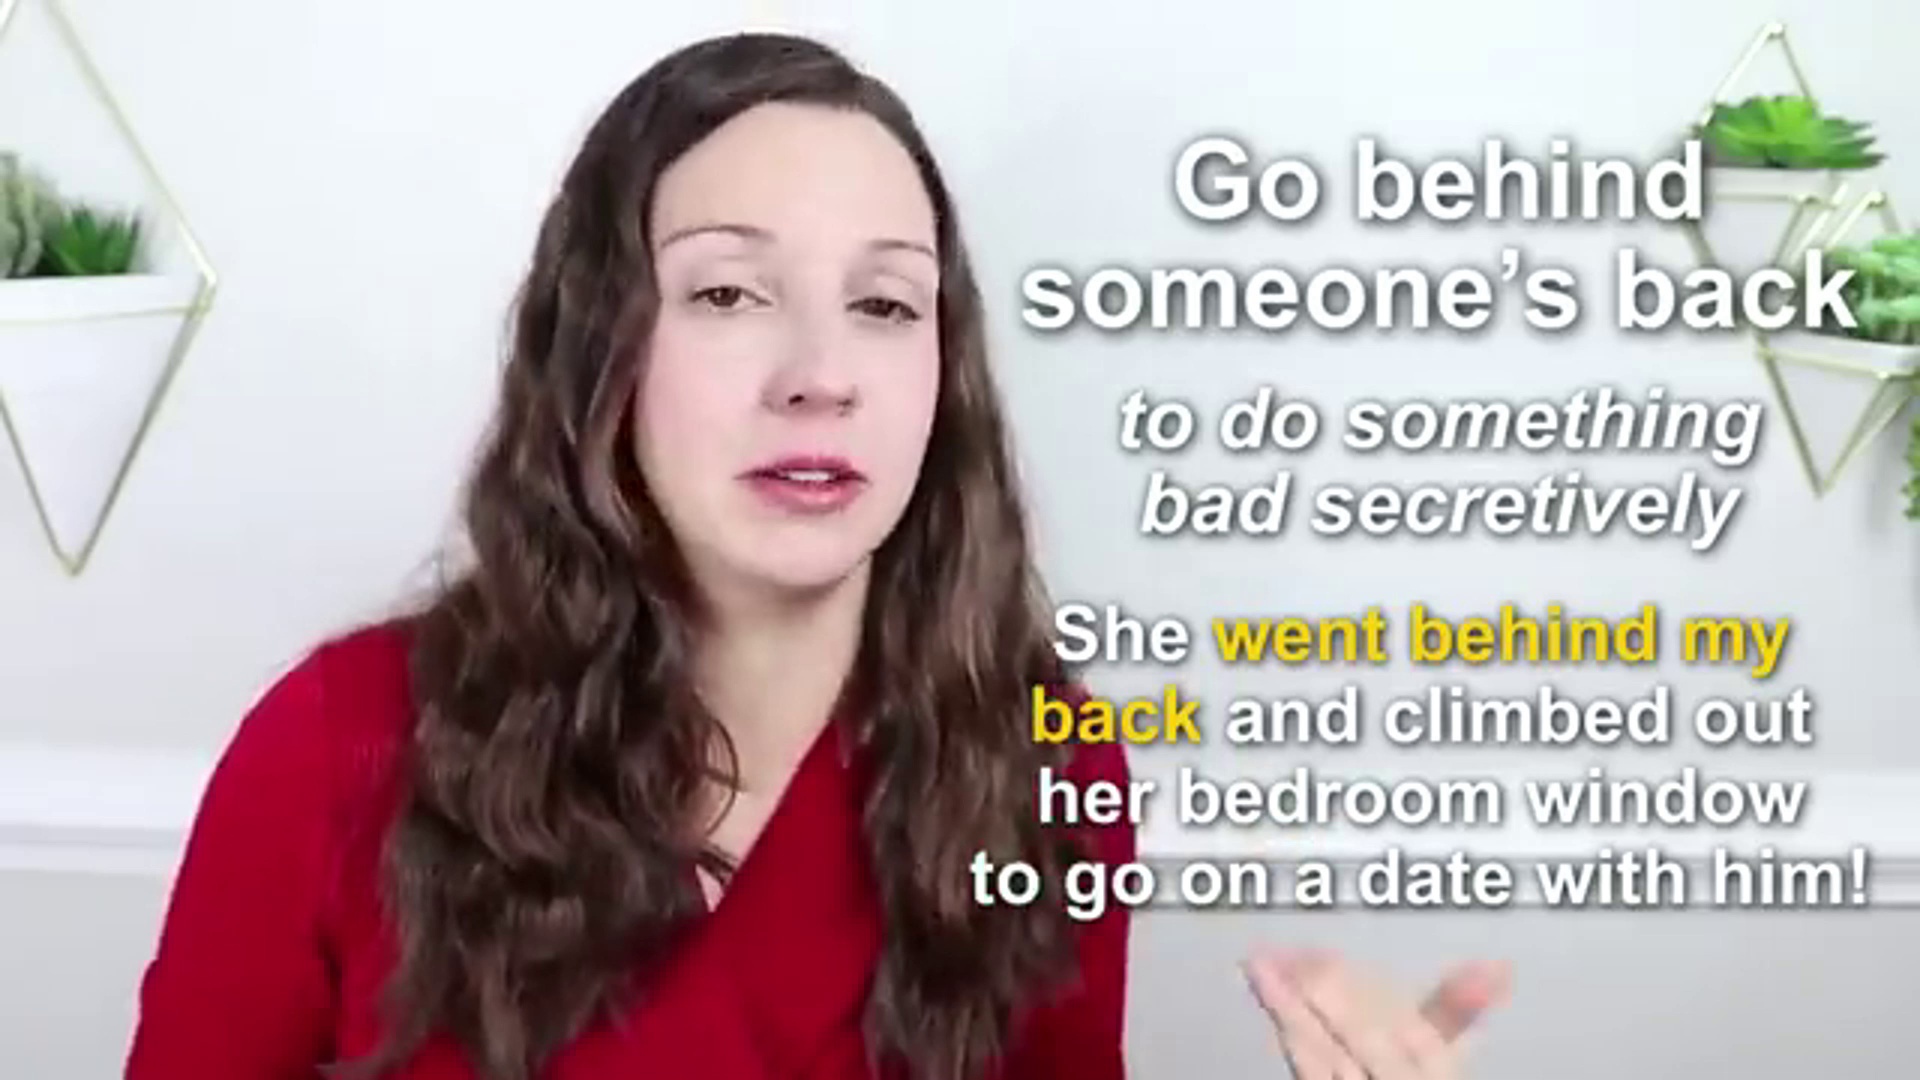 Go behind
someone's back
to do something
bad secretively
She went behind my
back and climbed out
her bedroom window
to go on a date with him!